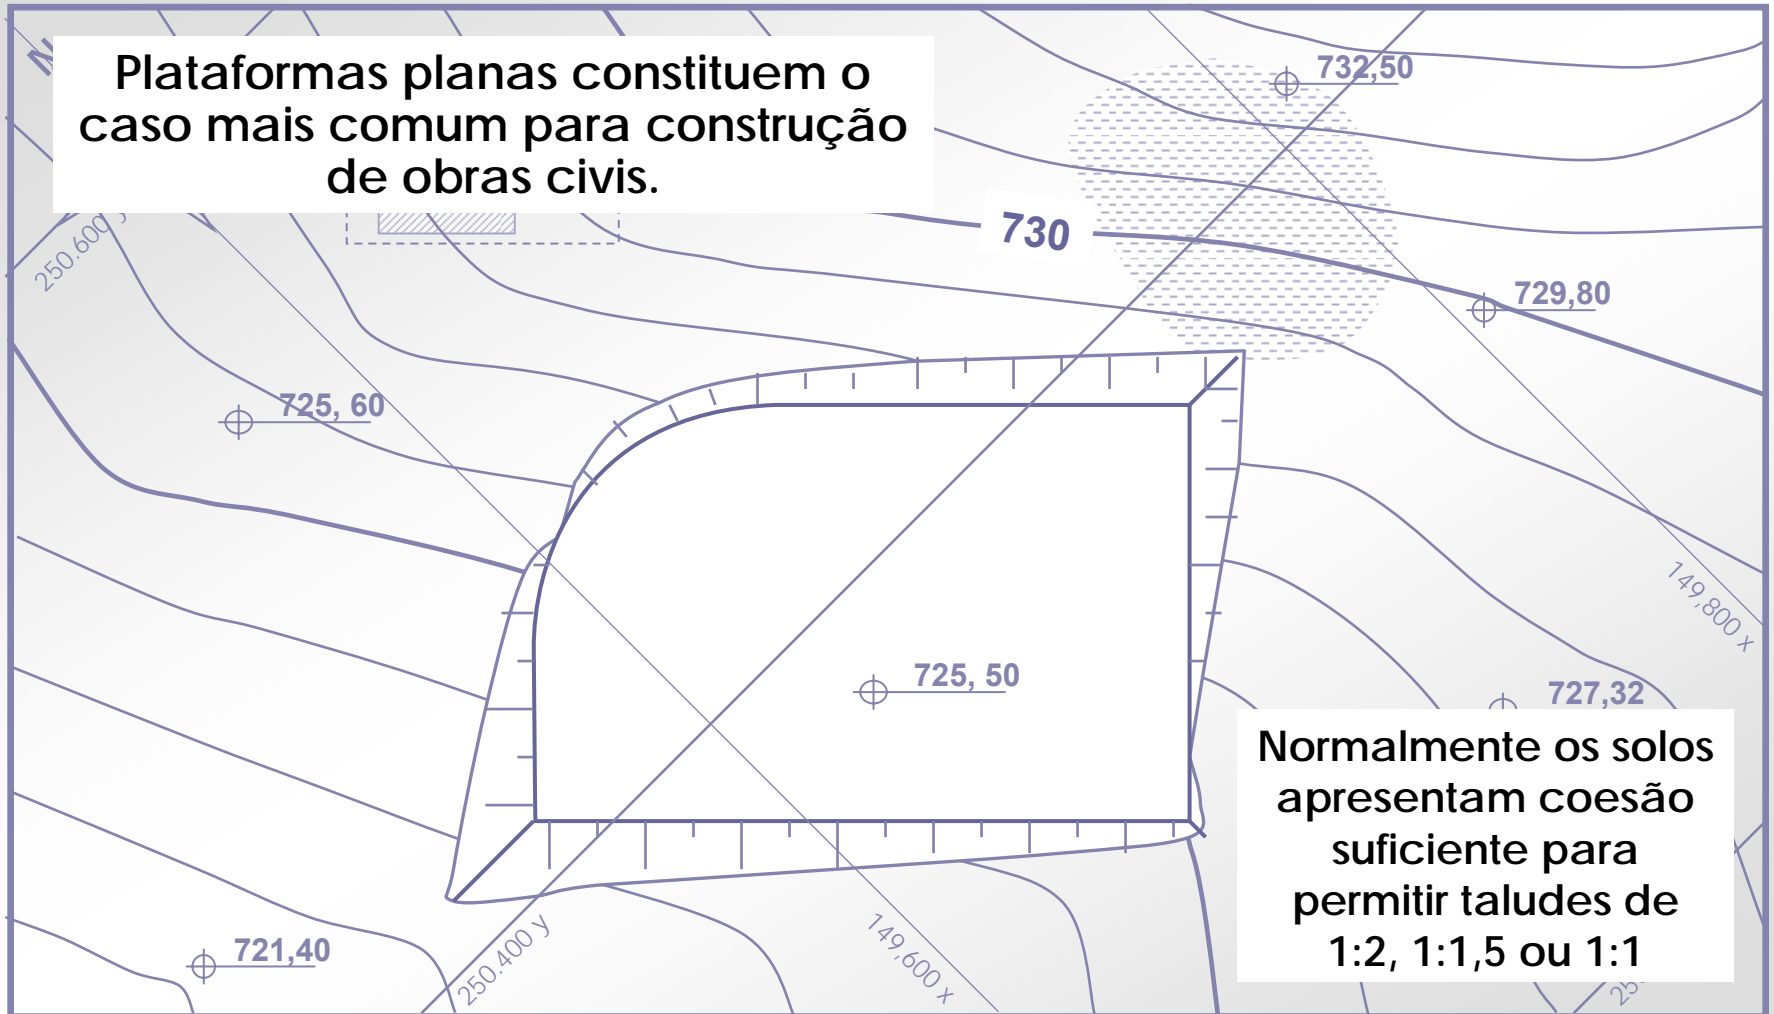 N
Plataformas planas constituem o
caso mais comum para construção
de obras civis.
732,50
250.600 y
730
729,80
725, 60
149,800 x
725, 50
727,32
Normalmente os solos
apresentam coesão
suficiente para
permitir taludes de
1:2, 1:1,5 ou 1:1
721,40
250.400 y
149,600 x